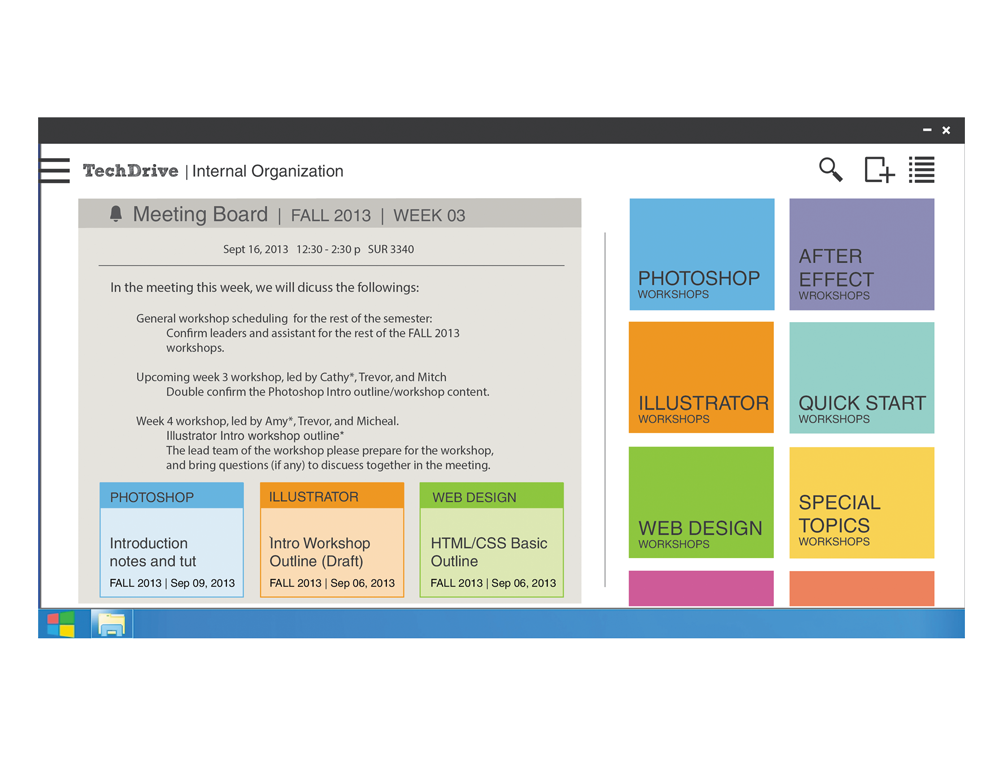 TechDrive | Internal Organization
Meeting Board | FALL 2013 | WEEK 03
Sept 16, 2013 12:30 - 2:30 p SUR 3340
In the meeting this week, we will dicuss the followings:
General workshop scheduling for the rest of the semester:
Confirm leaders and assistant for the rest of the FALL 2013
workshops.
Upcoming week 3 workshop, led by Cathy*, Trevor, and Mitch
Double confirm the Photoshop Intro outline/workshop content.
Week 4 workshop, led by Amy*, Trevor, and Micheal.
Illustrator Intro workshop outline*
The lead team of the workshop please prepare for the workshop,
and bring questions (if any) to discuess together in the meeting.
PHOTOSHOP
Introduction
notes and tut
FALL 2013 | Sep 09, 2013
ILLUSTRATOR
Intro Workshop
Outline (Draft)
FALL 2013 | Sep 06, 2013
WEB DESIGN
HTML/CSS Basic
Outline
FALL 2013 | Sep 06, 2013
PHOTOSHOP
WORKSHOPS
AFTER
EFFECT
WROKSHOPS
ILLUSTRATOR
WORKSHOPS
QUICK START
WORKSHOPS
WEB DESIGN
WORKSHOPS
SPECIAL
TOPICS
WORKSHOPS